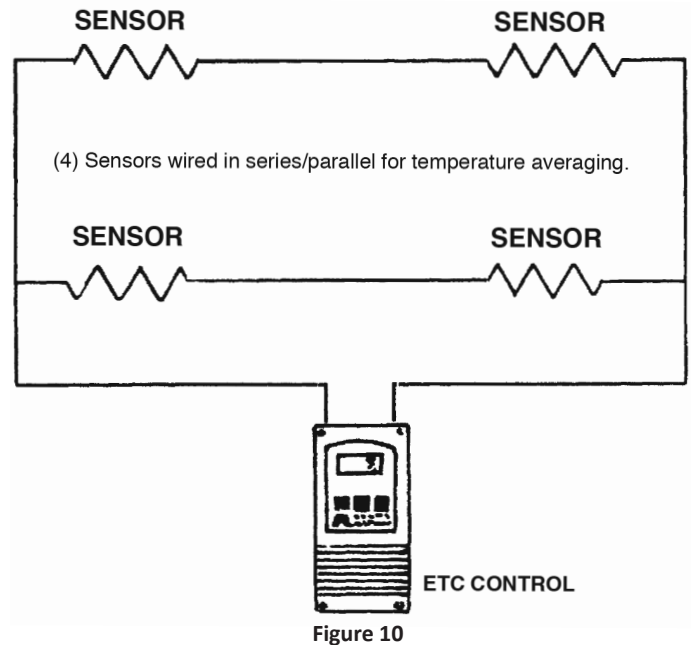 SENSOR
SENSOR
(4) Sensors wired in series/parallel for temperature averaging.
SENSOR
SENSOR
ETC CONTROL
Figure 10